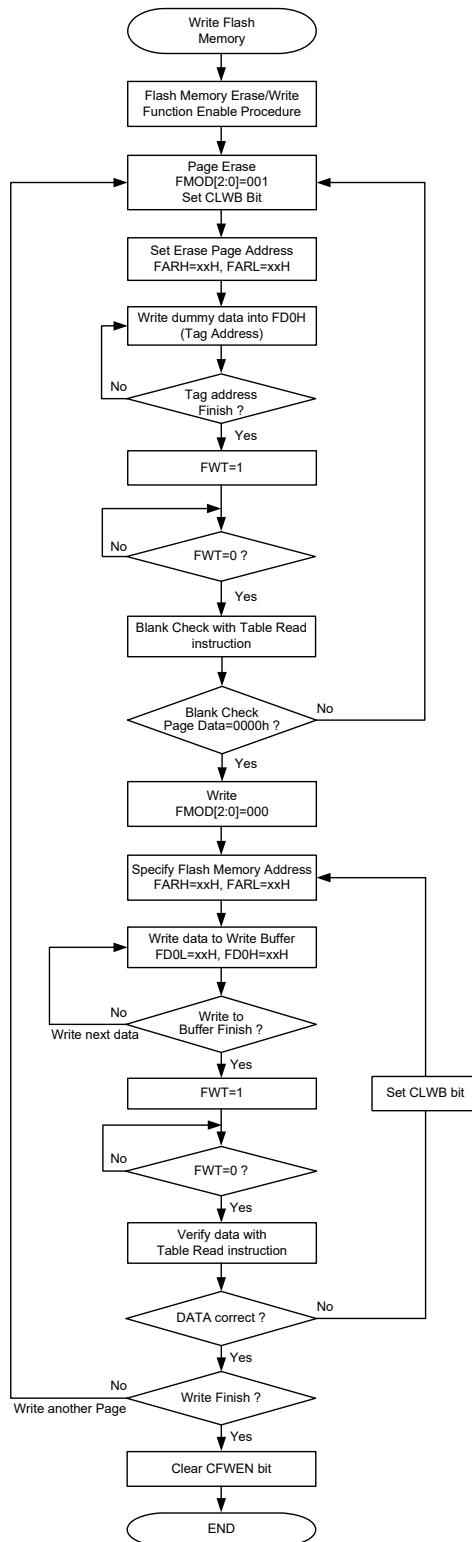 Write Flash
Memory
Flash Memory Erase/Write
Function Enable Procedure
Page Erase
FMOD[2:0]=001
Set CLWB Bit
Set Erase Page Address
FARH=xxH, FARL=xxH
Write dummy data into FD0H
(Tag Address)
No
Tag address
Finish ?
Yes
FWT=1
No
FWT=0 ?
Yes
Blank Check with Table Read
instruction
No
Blank Check
Page Data=0000h ?
Yes
Write
FMOD[2:0]=000
Specify Flash Memory Address
FARH=xxH, FARL=xxH
Write data to Write Buffer
FD0L=xxH, FD0H=xxH
No
Write next data
Write to
Buffer Finish ?
Yes
FWT=1
Set CLWB bit
No
FWT=0 ?
Yes
Verify data with
Table Read instruction
No
DATA correct ?
Yes
No
Write another Page
Write Finish ?
Yes
Clear CFWEN bit
END